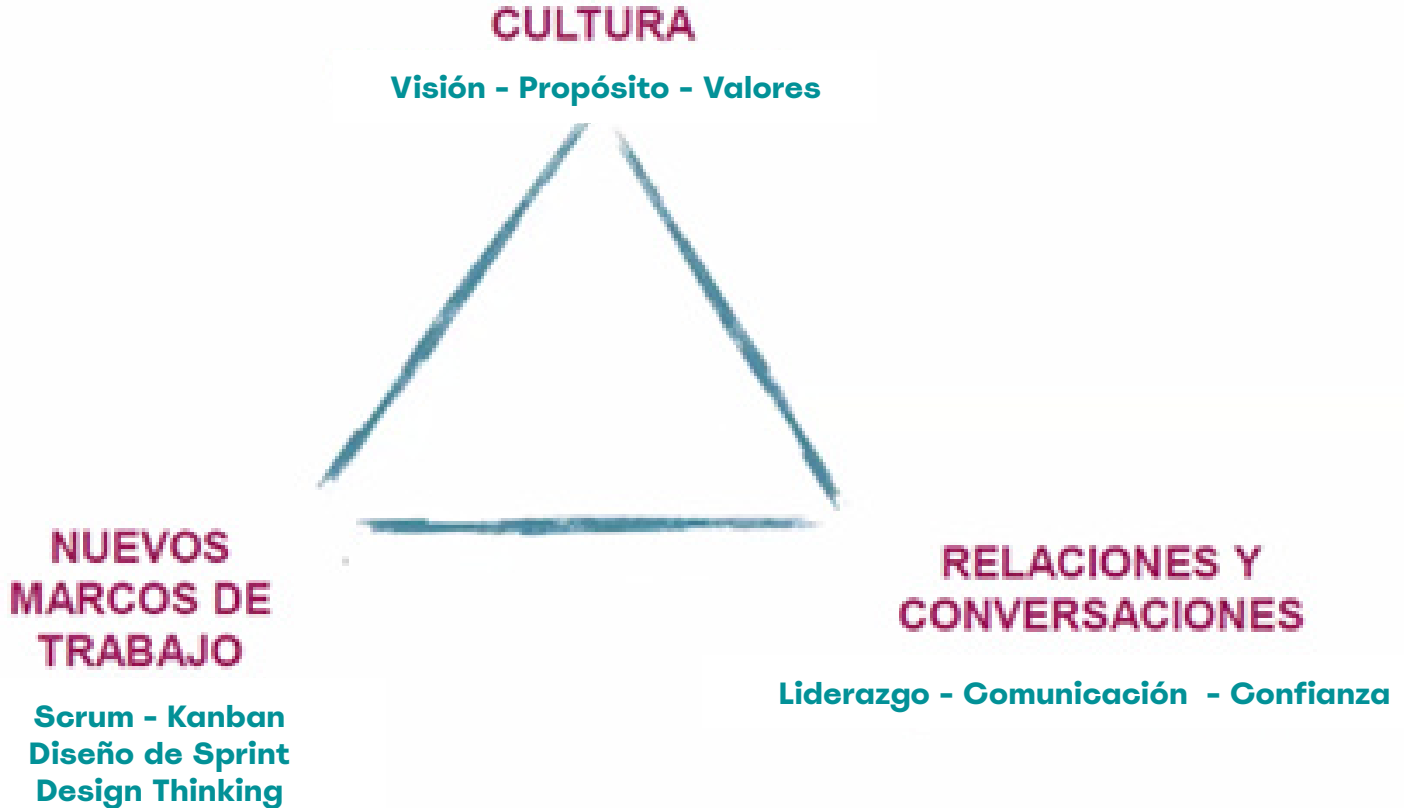 CULTURA
Visión - Propósito - Valores
NUEVOS
MARCOS DE
TRABAJO
Scrum - Kanban
Diseño de Sprint
Design Thinking
RELACIONES Y
CONVERSACIONES
Liderazgo - Comunicación - Confianza